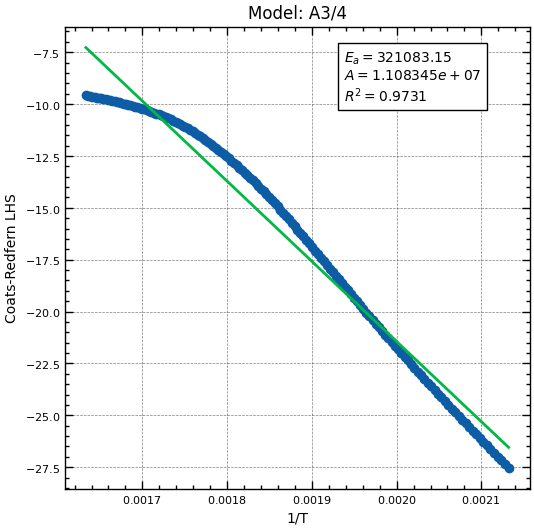 Model: A3/4
Eₐ = 321083.15
A = 1.108345e + 07
R² = 0.9731
Coats-Redfern LHS
−7.5
−10.0
−12.5
−15.0
−17.5
−20.0
−22.5
−25.0
−27.5
0.0017 0.0018 0.0019 0.0020 0.0021
1/T